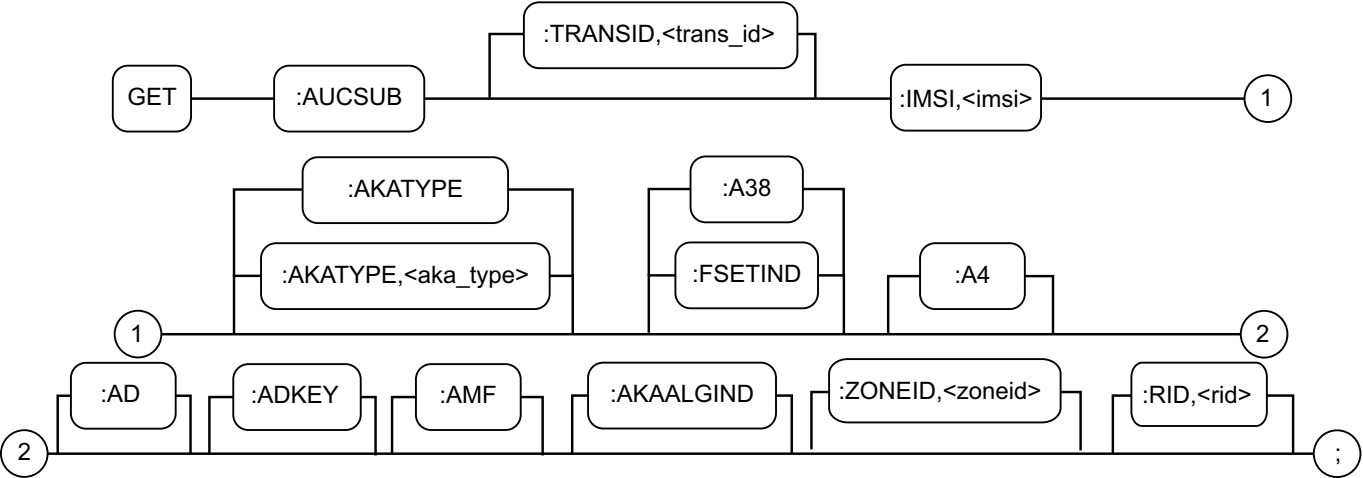 :TRANSID,<trans_id>
GET
:AUCSUB
:IMSI,<imsi>
1
:AKATYPE
:A38
:AKATYPE,<aka_type>
:FSETIND
:A4
1
2
:AD
:ADKEY
:AMF
:AKAALGIND
:ZONEID,<zoneid>
:RID,<rid>
2
;